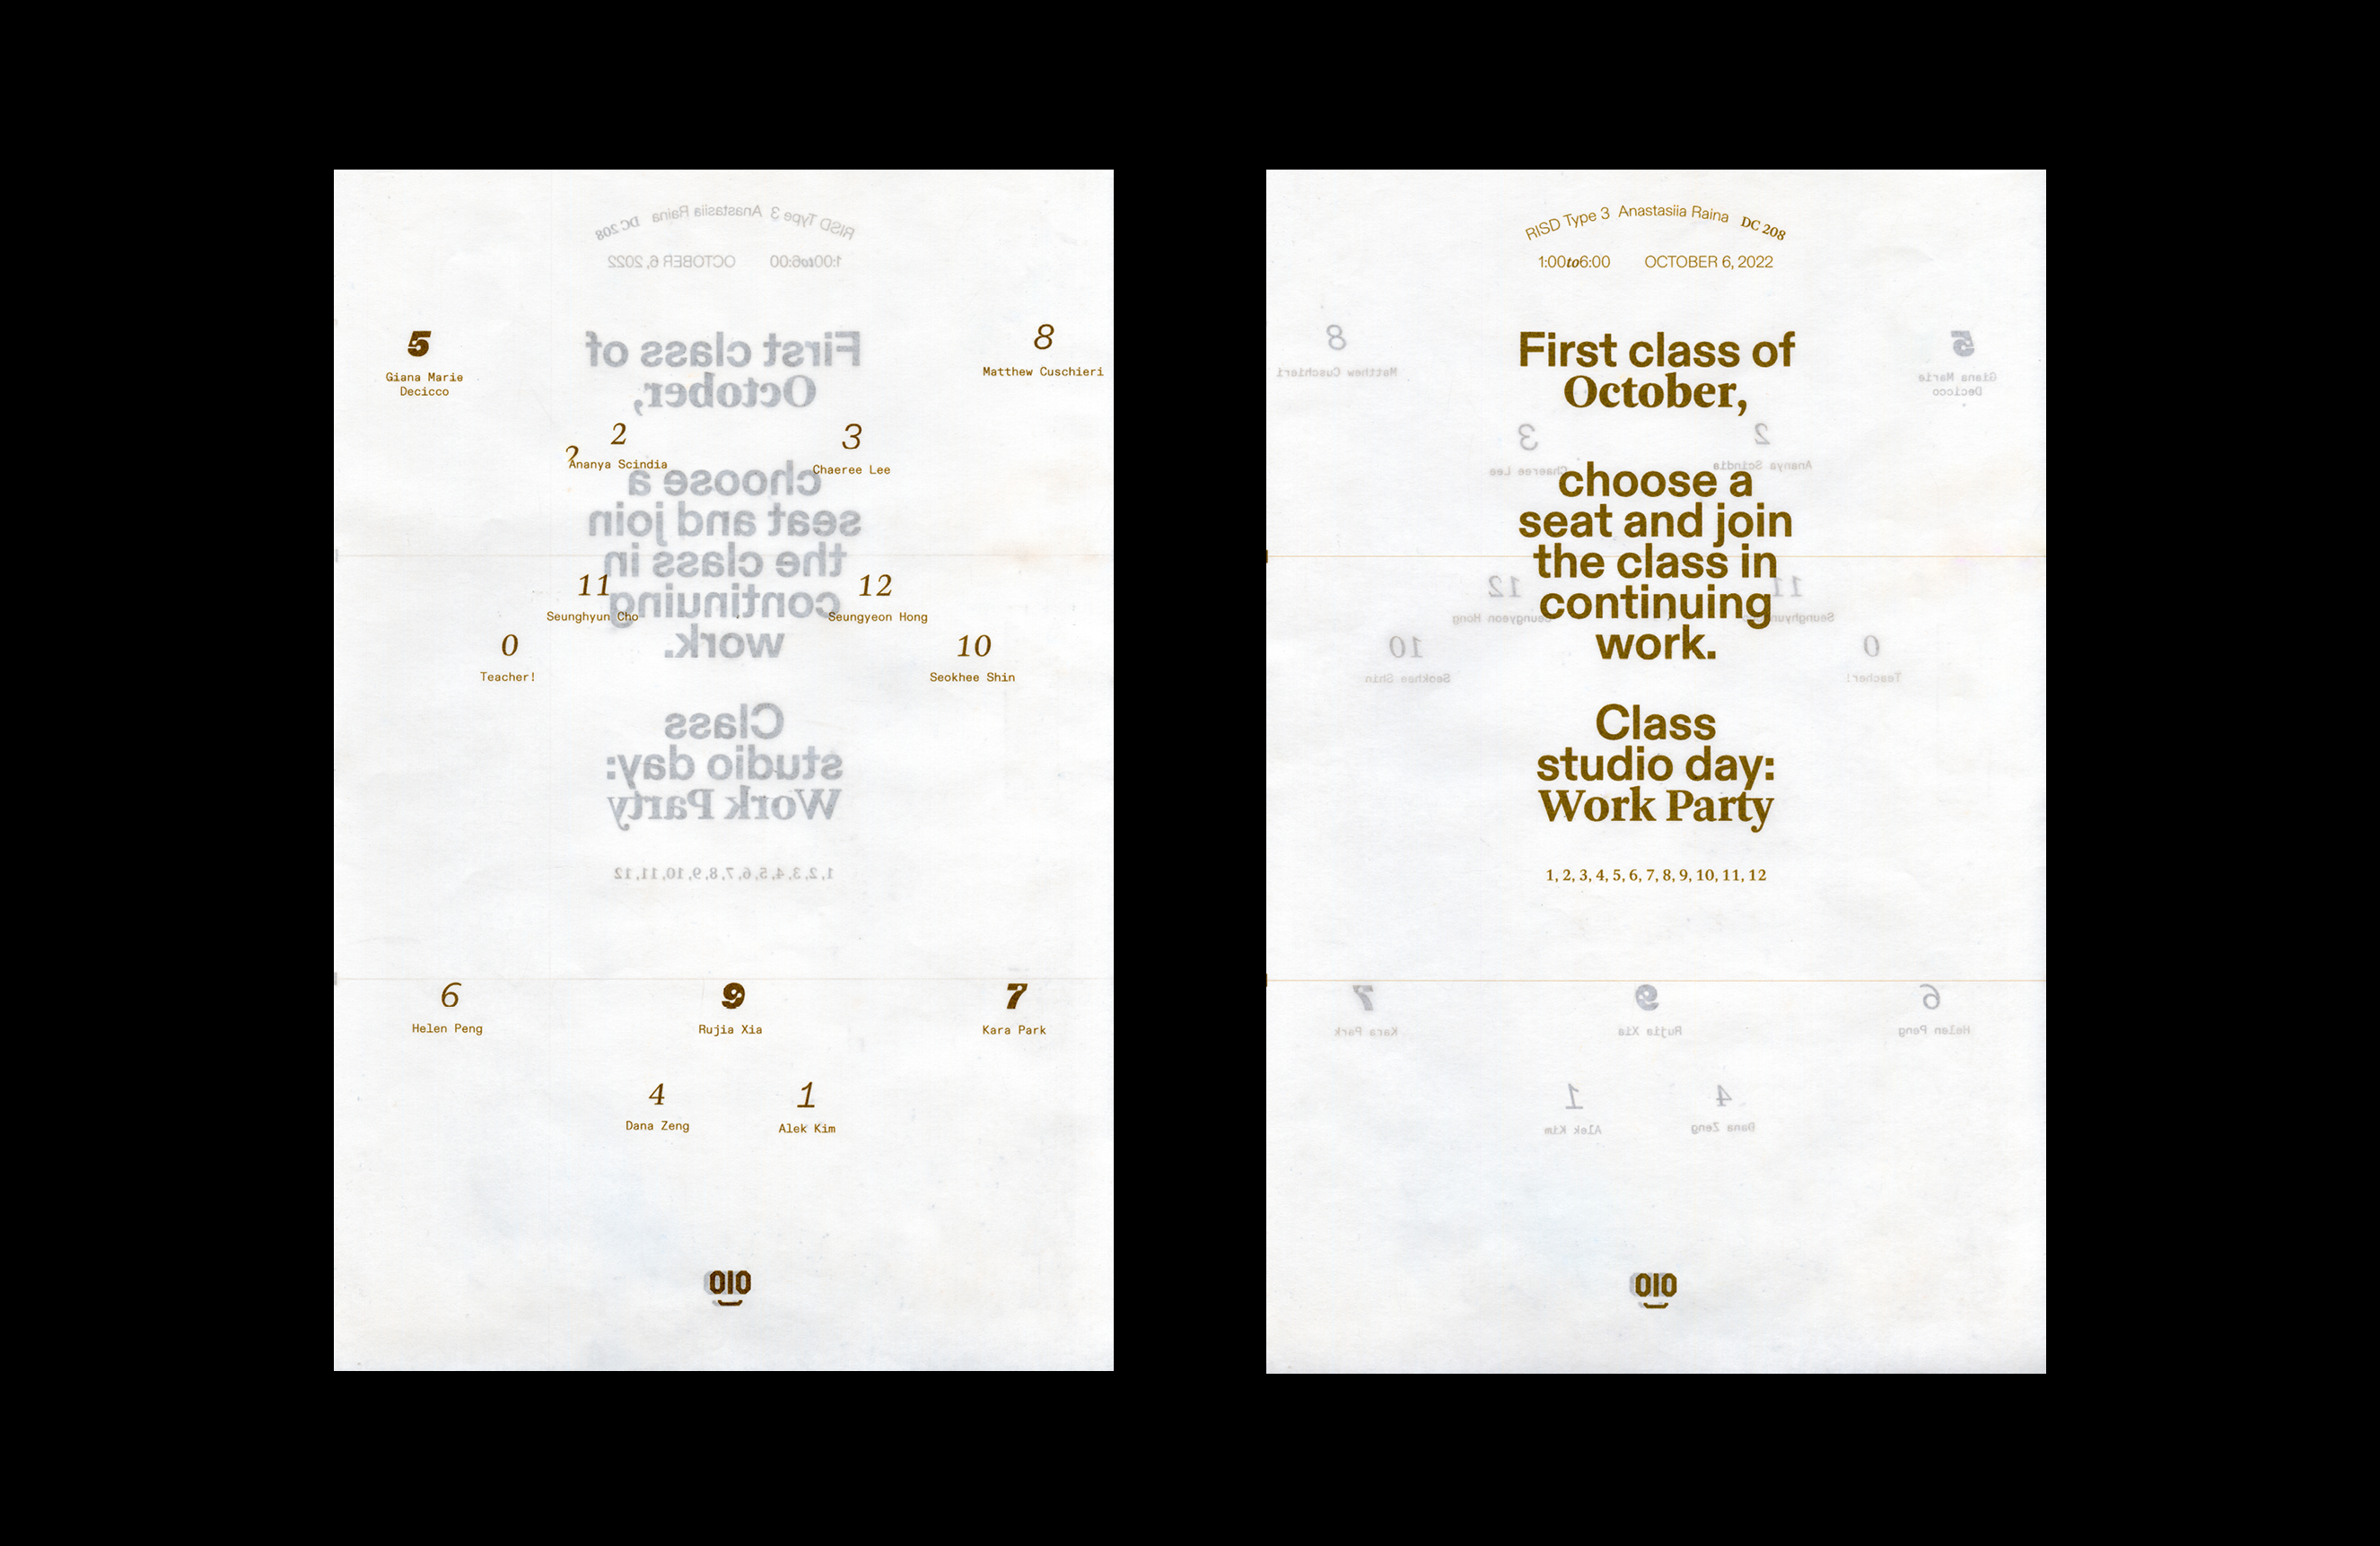 5
Giana Marie
Decicco
8
Matthew Cuschieri
2
2
Ananya Scindia
3
Chaeree Lee
11
Seunghyun Cho
12
Seungyeon Hong
0
Teacher!
10
Seokhee Shin
6
Helen Peng
9
Rujia Xia
7
Kara Park
4
Dana Zeng
1
Alek Kim
010
RISD Type 3 Anastasiia Raina DC 208
1:00to6:00 OCTOBER 6, 2022
First class of
October,
choose a
seat and join
the class in
continuing
work.
Class
studio day:
Work Party
1, 2, 3, 4, 5, 6, 7, 8, 9, 10, 11, 12
010